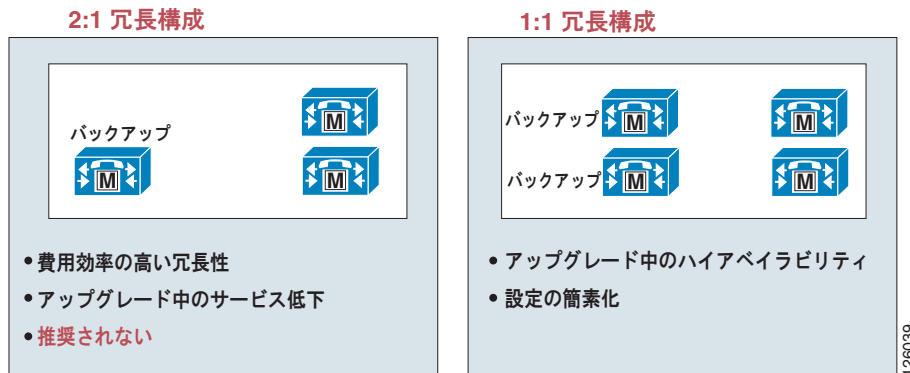 2:1 冗長構成
バックアップ
M
M
M
• 費用効率の高い冗長性
• アップグレード中のサービス低下
• 推奨されない
1:1 冗長構成
バックアップ M M
バックアップ M M
• アップグレード中のハイアベイラビリティ
• 設定の簡素化
126039